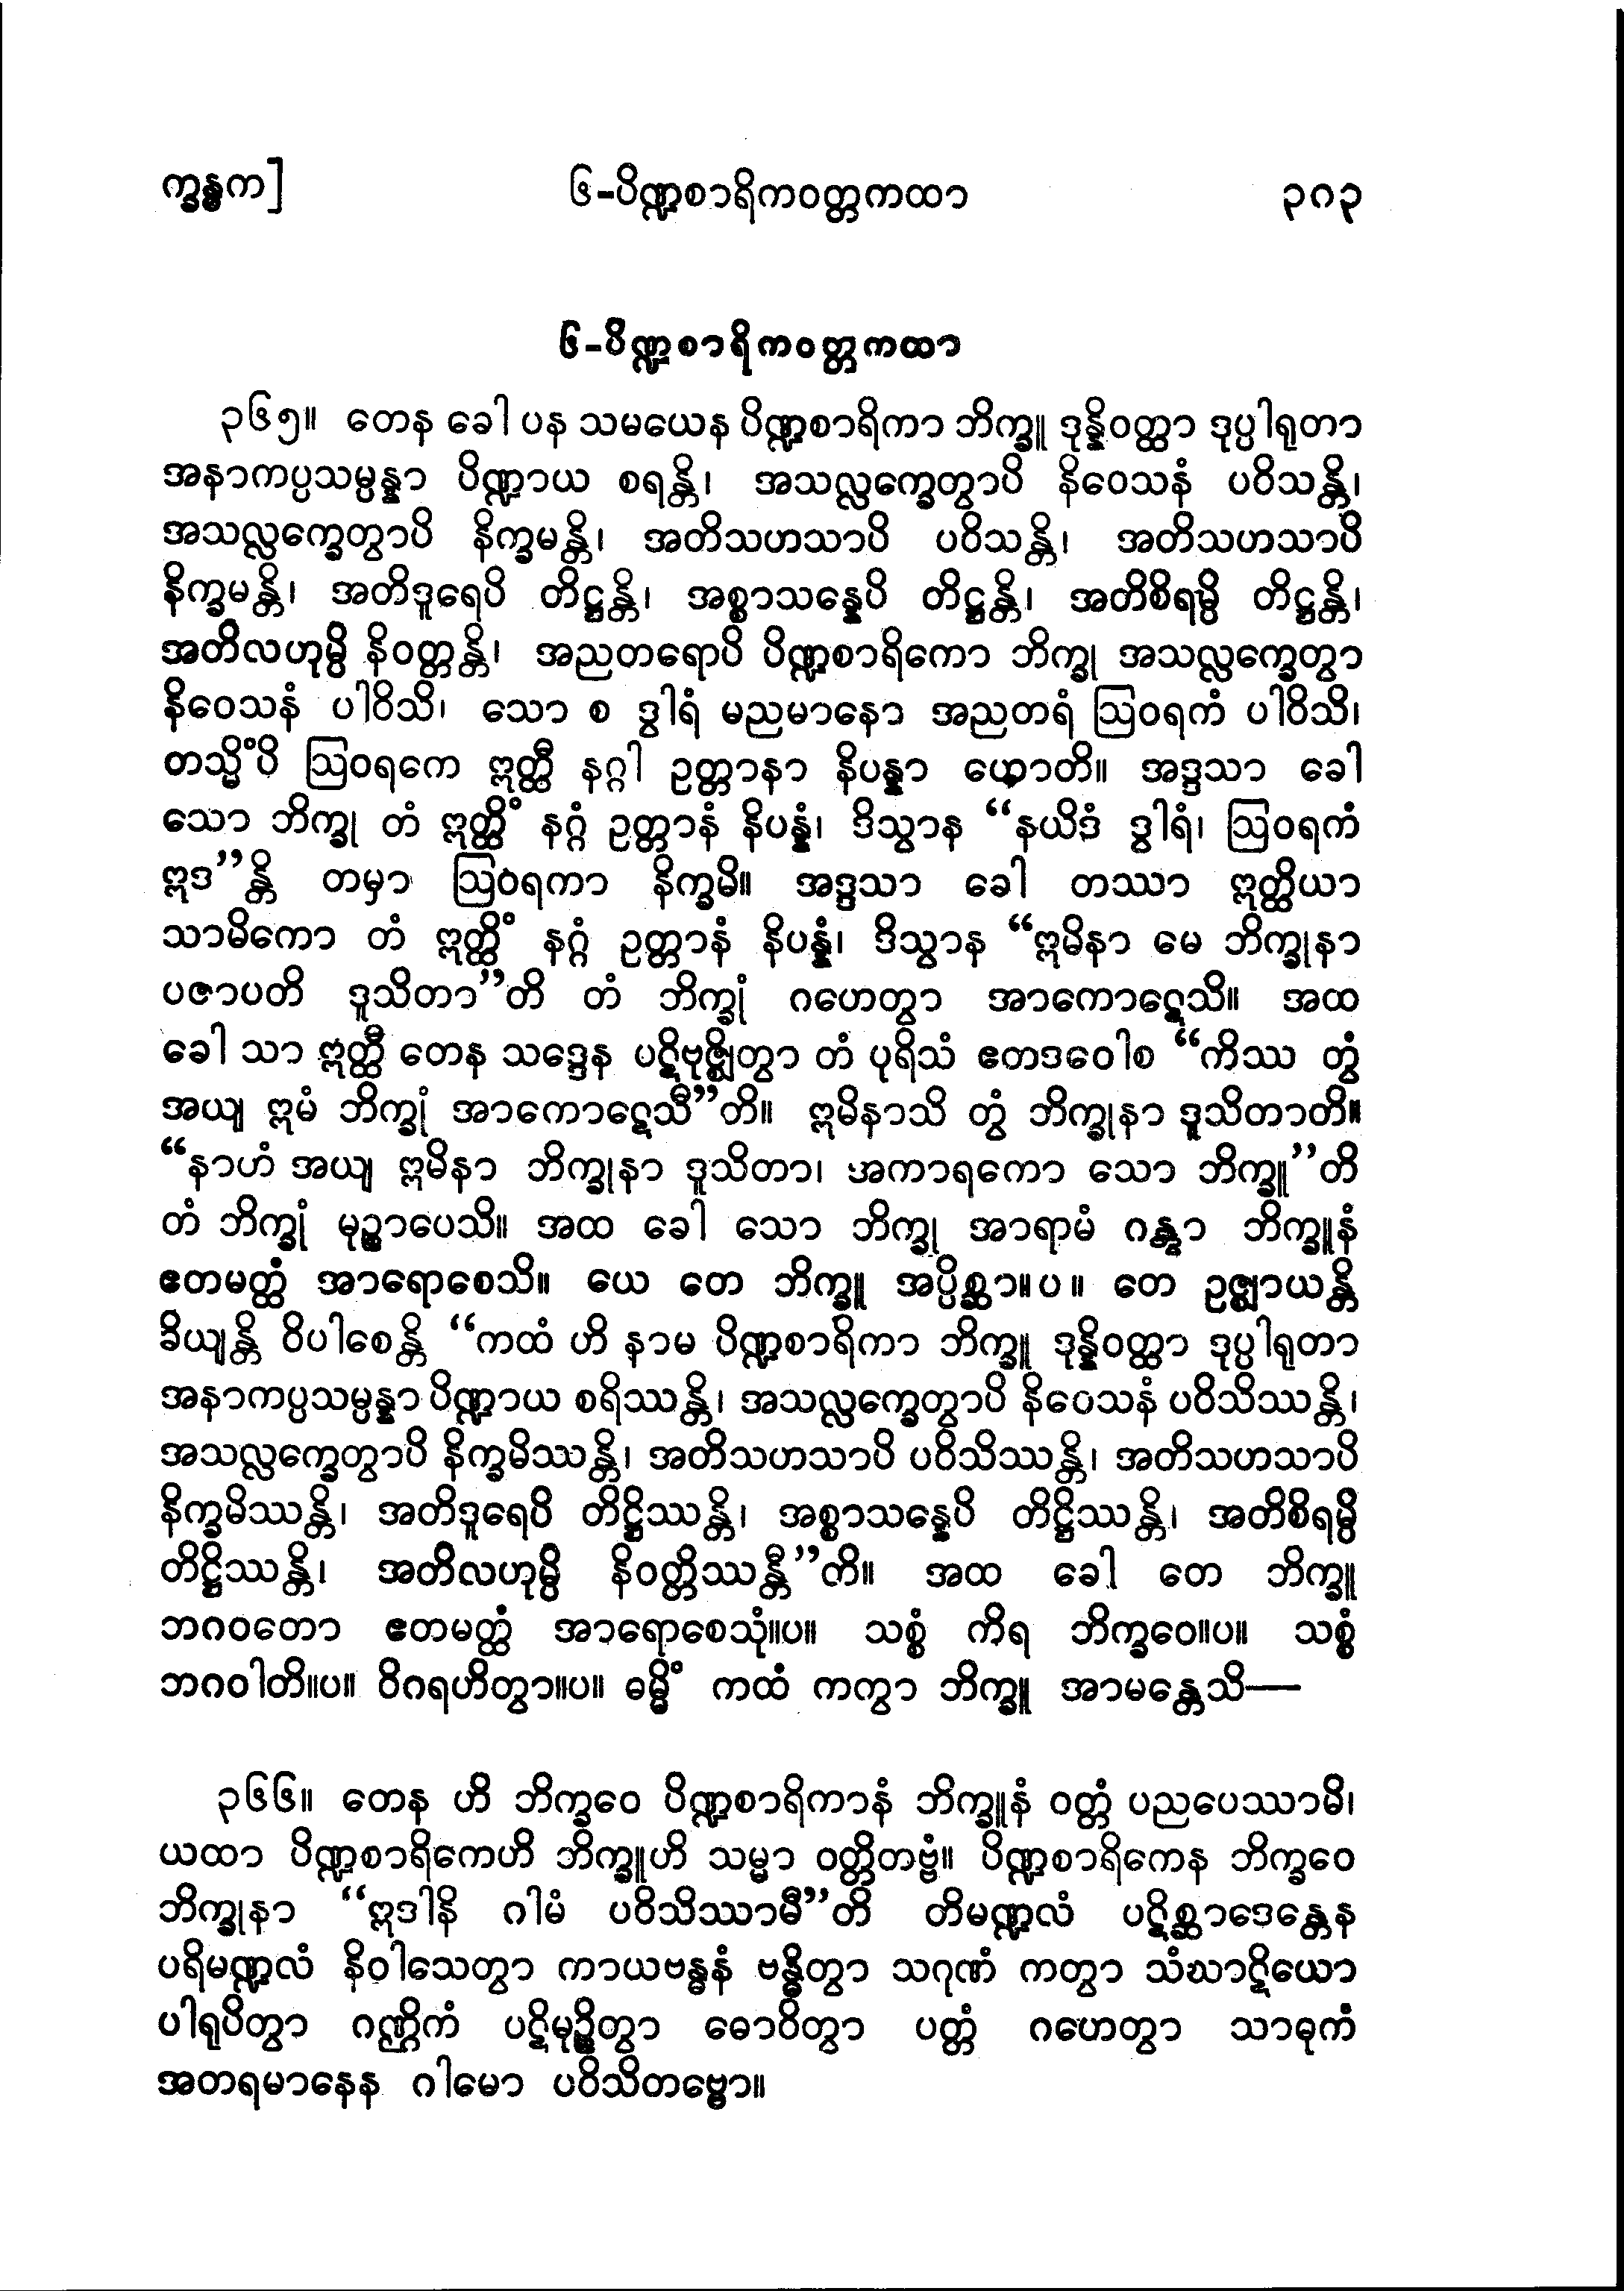 က္ခန္ဓက]
၆-ပိဏ္ဍစာရိကဝတ္တကထာ
၃၀၃
၆-ပိဏ္ဍစာရိကဝတ္တကထာ
၃၆၅။ တေန ခေါ ပန သမယေန ပိဏ္ဍစာရိကာ ဘိက္ခူ ဒုန္နိဝတ္ထာ ဒုပ္ပါရုတာ
အနာကပ္ပသမ္ပန္နာ ပိဏ္ဍာယ စရန္တိ၊ အသလ္လက္ခေတွာပိ နိဝေသနံ ပဝိသန္တိ၊
အသလ္လက္ခေတွာပိ နိက္ခမန္တိ၊ အတိသဟသာပိ ပဝိသန္တိ၊ အတိသဟသာပိ
နိက္ခမန္တိ၊ အတိဒူရေပိ တိဋ္ဌန္တိ၊ အစ္စာသန္နေပိ တိဋ္ဌန္တိ၊ အတိစိရမ္ပိ တိဋ္ဌန္တိ၊
အတိလဟုမ္ပိ နိဝတ္တန္တိ၊ အညတရောပိ ပိဏ္ဍစာရိကော ဘိက္ခု အသလ္လက္ခေတွာ
နိဝေသနံ ပါဝိသိ၊ သော စ ဒွါရံ မညမာနော အညတရံ ဩဝရကံ ပါဝိသိ၊
တသ္မိံပိ ဩဝရကေ ဣတ္ထီ နဂ္ဂါ ဥတ္တာနာ နိပန္နာ ဟောတိ။ အဒ္ဒသာ ခေါ
သော ဘိက္ခု တံ ဣတ္ထိံ နဂ္ဂံ ဥတ္တာနံ နိပန္နံ၊ ဒိသွာန “နယိဒံ ဒွါရံ၊ ဩဝရကံ
ဣဒ”န္တိ တမှာ ဩဝရကာ နိက္ခမိ။ အဒ္ဒသာ ခေါ တဿာ ဣတ္ထိယာ
သာမိကော တံ ဣတ္ထိံ နဂ္ဂံ ဥတ္တာနံ နိပန္နံ၊ ဒိသွာန “ဣမိနာ မေ ဘိက္ခုနာ
ပဇာပတိ ဒူသိတာ”တိ တံ ဘိက္ခုံ ဂဟေတွာ အာကောဋ္ဋေသိ။ အထ
ခေါ သာ ဣတ္ထီ တေန သဒ္ဒေန ပဋိဗုဇ္ဈိတွာ တံ ပုရိသံ ဧတဒဝေါစ “ကိဿ တွံ
အယျ ဣမံ ဘိက္ခုံ အာကောဋေသီ”တိ။ ဣမိနာသိ တွံ ဘိက္ခုနာ ဒူသိတာတိ။
“နာဟံ အယျ ဣမိနာ ဘိက္ခုနာ ဒူသိတာ၊ အကာရကော သော ဘိက္ခူ”တိ
တံ ဘိက္ခုံ မုဉ္စာပေသိ။ အထ ခေါ သော ဘိက္ခု အာရာမံ ဂန္တွာ ဘိက္ခူနံ
ဧတမတ္ထံ အာရောစေသိ။ ယေ တေ ဘိက္ခူ အပ္ပိစ္ဆာ။ပ။ တေ ဥဇ္ဈာယန္တိ
ခိယျန္တိ ဝိပါစေန္တိ “ကထံ ဟိ နာမ ပိဏ္ဍစာရိကာ ဘိက္ခူ ဒုန္နိဝတ္ထာ ဒုပ္ပါရုတာ
အနာကပ္ပသမ္ပန္နာ ပိဏ္ဍာယ စရိဿန္တိ၊ အသလ္လက္ခေတွာပိ နိဝေသနံ ပဝိသိဿန္တိ၊
အသလ္လက္ခေတွာပိ နိက္ခမိဿန္တိ၊ အတိသဟသာပိ ပဝိသိဿန္တိ၊ အတိသဟသာပိ
နိက္ခမိဿန္တိ၊ အတိဒူရေပိ တိဋ္ဌိဿန္တိ၊ အစ္စာသန္နေပိ တိဋ္ဌိဿန္တိ၊ အတိစိရမ္ပိ
တိဋ္ဌိဿန္တိ၊ အတိလဟုမ္ပိ နိဝတ္တိဿန္တီ”တိ။ အထ ခေါ တေ ဘိက္ခူ
ဘဂဝတော ဧတမတ္ထံ အာရောစေသုံ။ပ။ သစ္စံ ကိရ ဘိက္ခဝေ။ပ။ သစ္စံ
ဘဂဝါတိ။ပ။ ဝိဂရဟိတွာ။ပ။ ဓမ္မိံ ကထံ ကတွာ ဘိက္ခူ အာမန္တေသိ—
၃၆၆။ တေန ဟိ ဘိက္ခဝေ ပိဏ္ဍစာရိကာနံ ဘိက္ခူနံ ဝတ္တံ ပညပေဿာမိ၊
ယထာ ပိဏ္ဍစာရိကေဟိ ဘိက္ခူဟိ သမ္မာ ဝတ္တိတဗ္ဗံ။ ပိဏ္ဍစာရိကေန ဘိက္ခဝေ
ဘိက္ခုနာ “ဣဒါနိ ဂါမံ ပဝိသိဿာမီ”တိ တိမဏ္ဍလံ ပဋိစ္ဆာဒေန္တေန
ပရိမဏ္ဍလံ နိဝါသေတွာ ကာယဗန္ဓနံ ဗန္ဓိတွာ သဂုဏံ ကတွာ သံဃာဋိယော
ပါရုပိတွာ ဂဏ္ဌိကံ ပဋိမုဉ္စိတွာ ဓောဝိတွာ ပတ္တံ ဂဟေတွာ သာဓုကံ
အတရမာနေန ဂါမော ပဝိသိတဗ္ဗော။